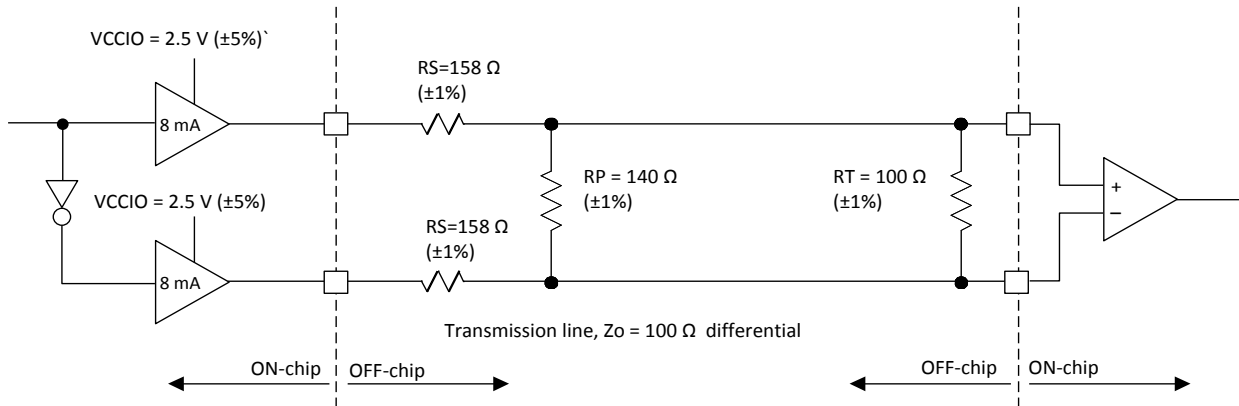 VCCIO = 2.5 V (±5%)`
8 mA
RS=158 Ω
(±1%)
RP = 140 Ω
(±1%)
RT = 100 Ω
(±1%)
+
−
VCCIO = 2.5 V (±5%)
8 mA
RS=158 Ω
(±1%)
Transmission line, Zo = 100 Ω differential
ON-chip
OFF-chip
OFF-chip
ON-chip